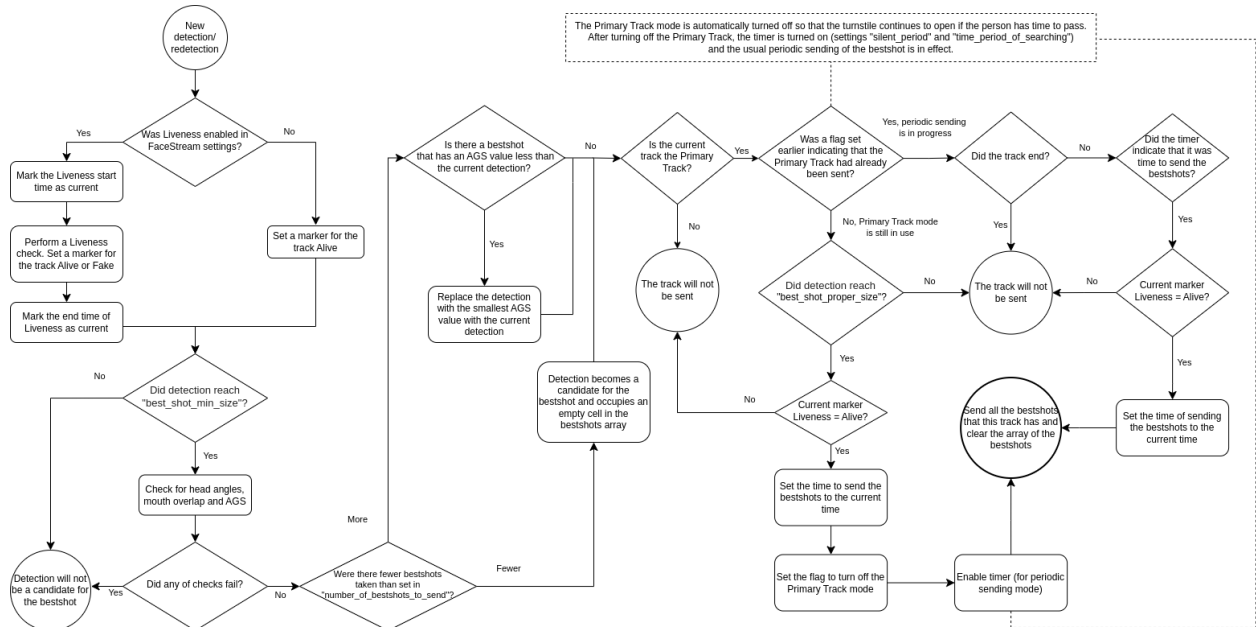 New
detection/
redetection
The Primary Track mode is automatically turned off so that the turnstile continues to open if the person has time to pass.
After turning off the Primary Track, the timer is turned on (settings "silent_period" and "time_period_of_searching")
and the usual periodic sending of the bestshot is in effect.
Was Liveness enabled in
FaceStream settings?
Yes
No
Mark the Liveness start
time as current
Perform a Liveness
check. Set a marker for
the track Alive or Fake
Mark the end time of
Liveness as current
Set a marker for the
track Alive
Did detection reach
"best_shot_min_size"?
No
Yes
Check for head angles,
mouth overlap and AGS
Did any of checks fail?
Yes
No
Detection will not
be a candidate for
the bestshot
Were there fewer bestshots
taken than set in
"number_of_bestshots_to_send"?
More
Fewer
Is there a bestshot
that has an AGS value less than
the current detection?
No
Yes
Replace the detection
with the smallest AGS
value with the current
detection
Detection becomes a
candidate for the
bestshot and occupies an
empty cell in the
bestshots array
Is the current
track the Primary
Track?
Yes
No
The track will not
be sent
Was a flag set
earlier indicating that the
Primary Track had already
been sent?
Yes, periodic sending
is in progress
No, Primary Track mode
is still in use
Did detection reach
"best_shot_proper_size"?
No
Yes
Current marker
Liveness = Alive?
No
Yes
Set the time to send the
bestshots to the current
time
Set the flag to turn off the
Primary Track mode
Enable timer (for periodic
sending mode)
Did the track end?
No
Yes
The track will not
be sent
Did the timer
indicate that it was
time to send the
bestshots?
Yes
Current marker
Liveness = Alive?
No
Yes
Set the time of sending
the bestshots to the
current time
Send all the bestshots
that this track has and
clear the array of the
bestshots